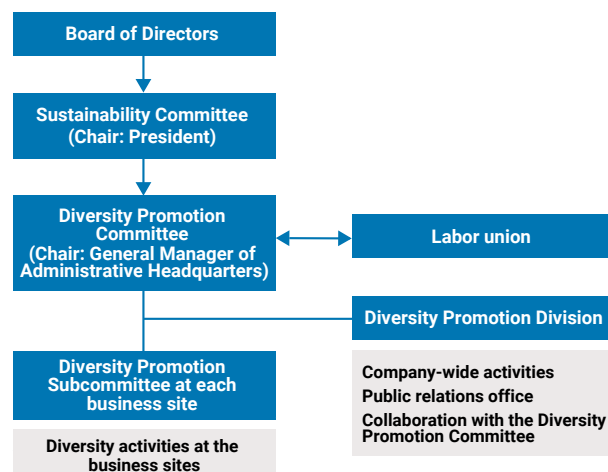 Board of Directors
Sustainability Committee
(Chair: President)
Diversity Promotion
Committee
(Chair: General Manager of
Administrative Headquarters)
Labor union
Diversity Promotion Division
Company-wide activities
Public relations office
Collaboration with the Diversity
Promotion Committee
Diversity Promotion
Subcommittee at each
business site
Diversity activities at the
business sites